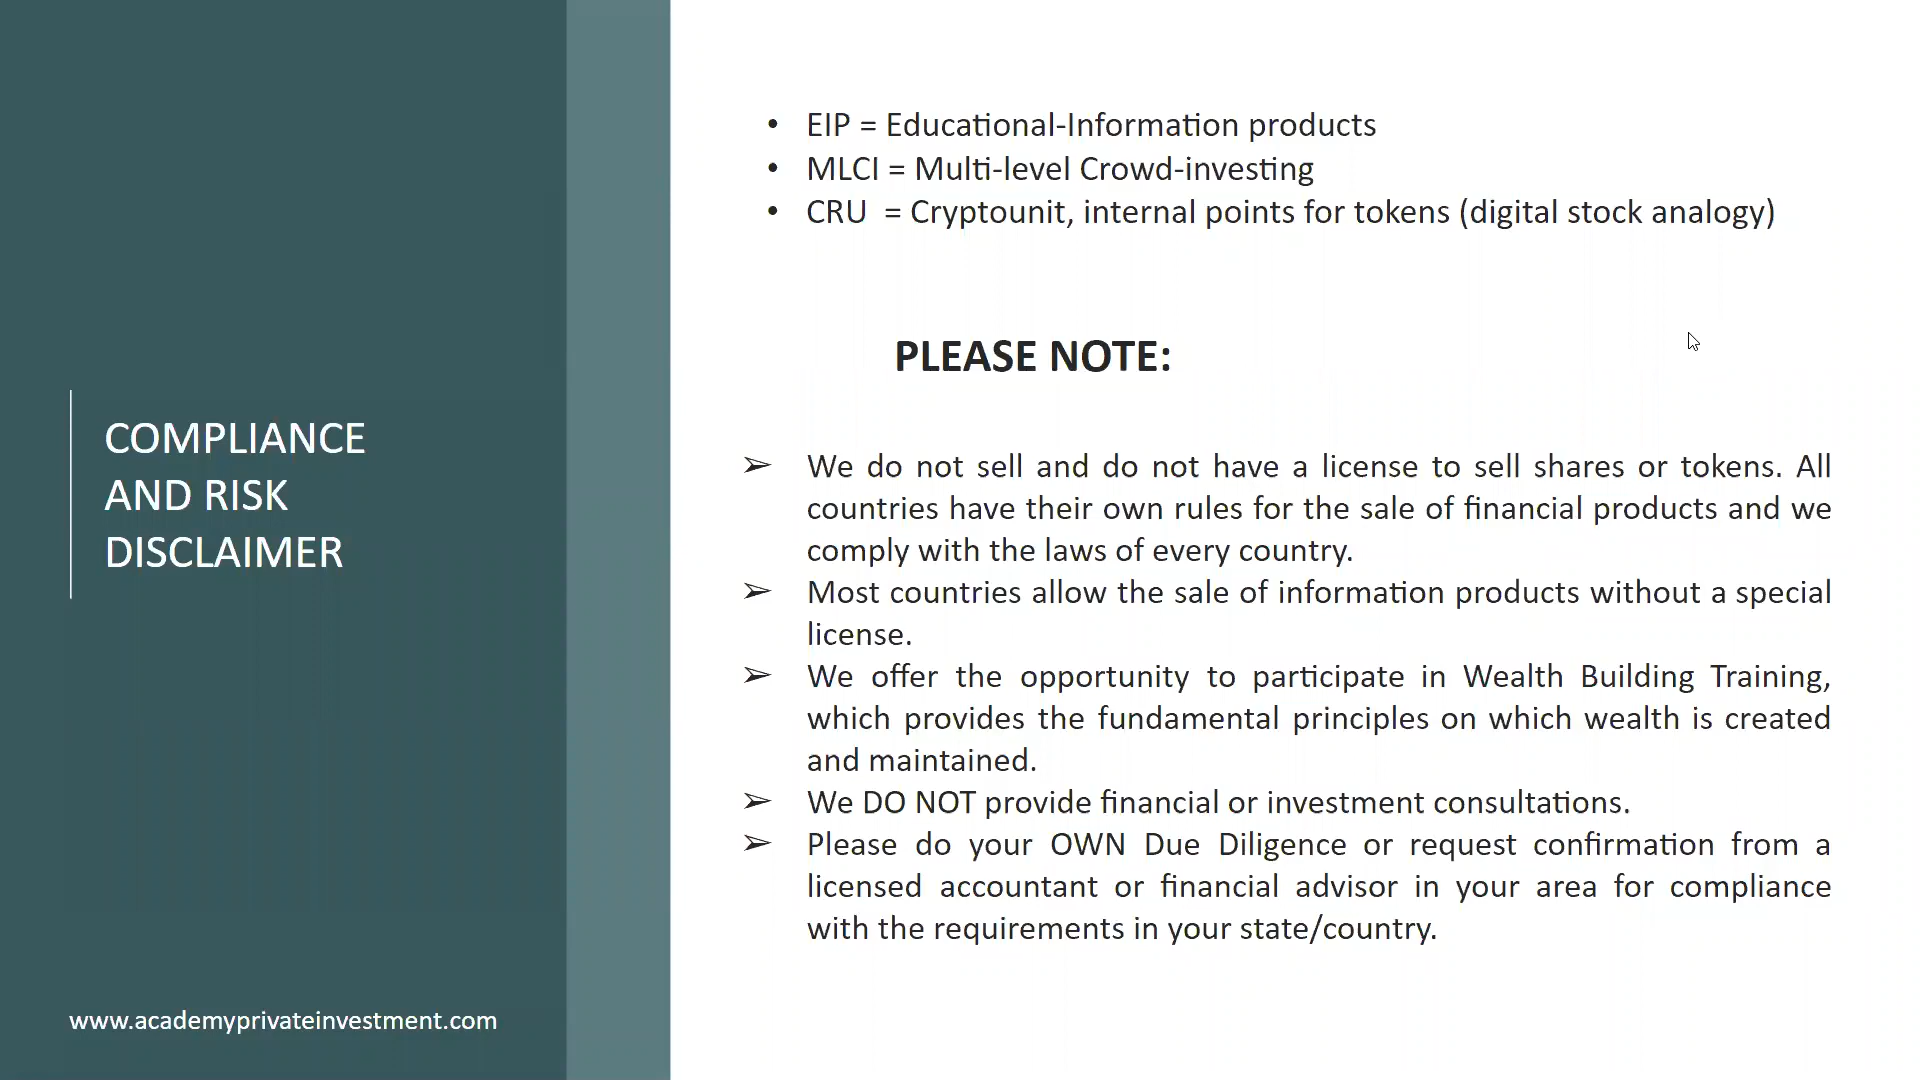 COMPLIANCE
AND RISK
DISCLAIMER
www.academyprivateinvestment.com
• EIP = Educational-Information products
• MLCI = Multi-level Crowd-investing
• CRU = Cryptounit, internal points for tokens (digital stock analogy)
PLEASE NOTE:
➢ We do not sell and do not have a license to sell shares or tokens. All
countries have their own rules for the sale of financial products and we
comply with the laws of every country.
➢ Most countries allow the sale of information products without a special
license.
➢ We offer the opportunity to participate in Wealth Building Training,
which provides the fundamental principles on which wealth is created
and maintained.
➢ We DO NOT provide financial or investment consultations.
➢ Please do your OWN Due Diligence or request confirmation from a
licensed accountant or financial advisor in your area for compliance
with the requirements in your state/country.